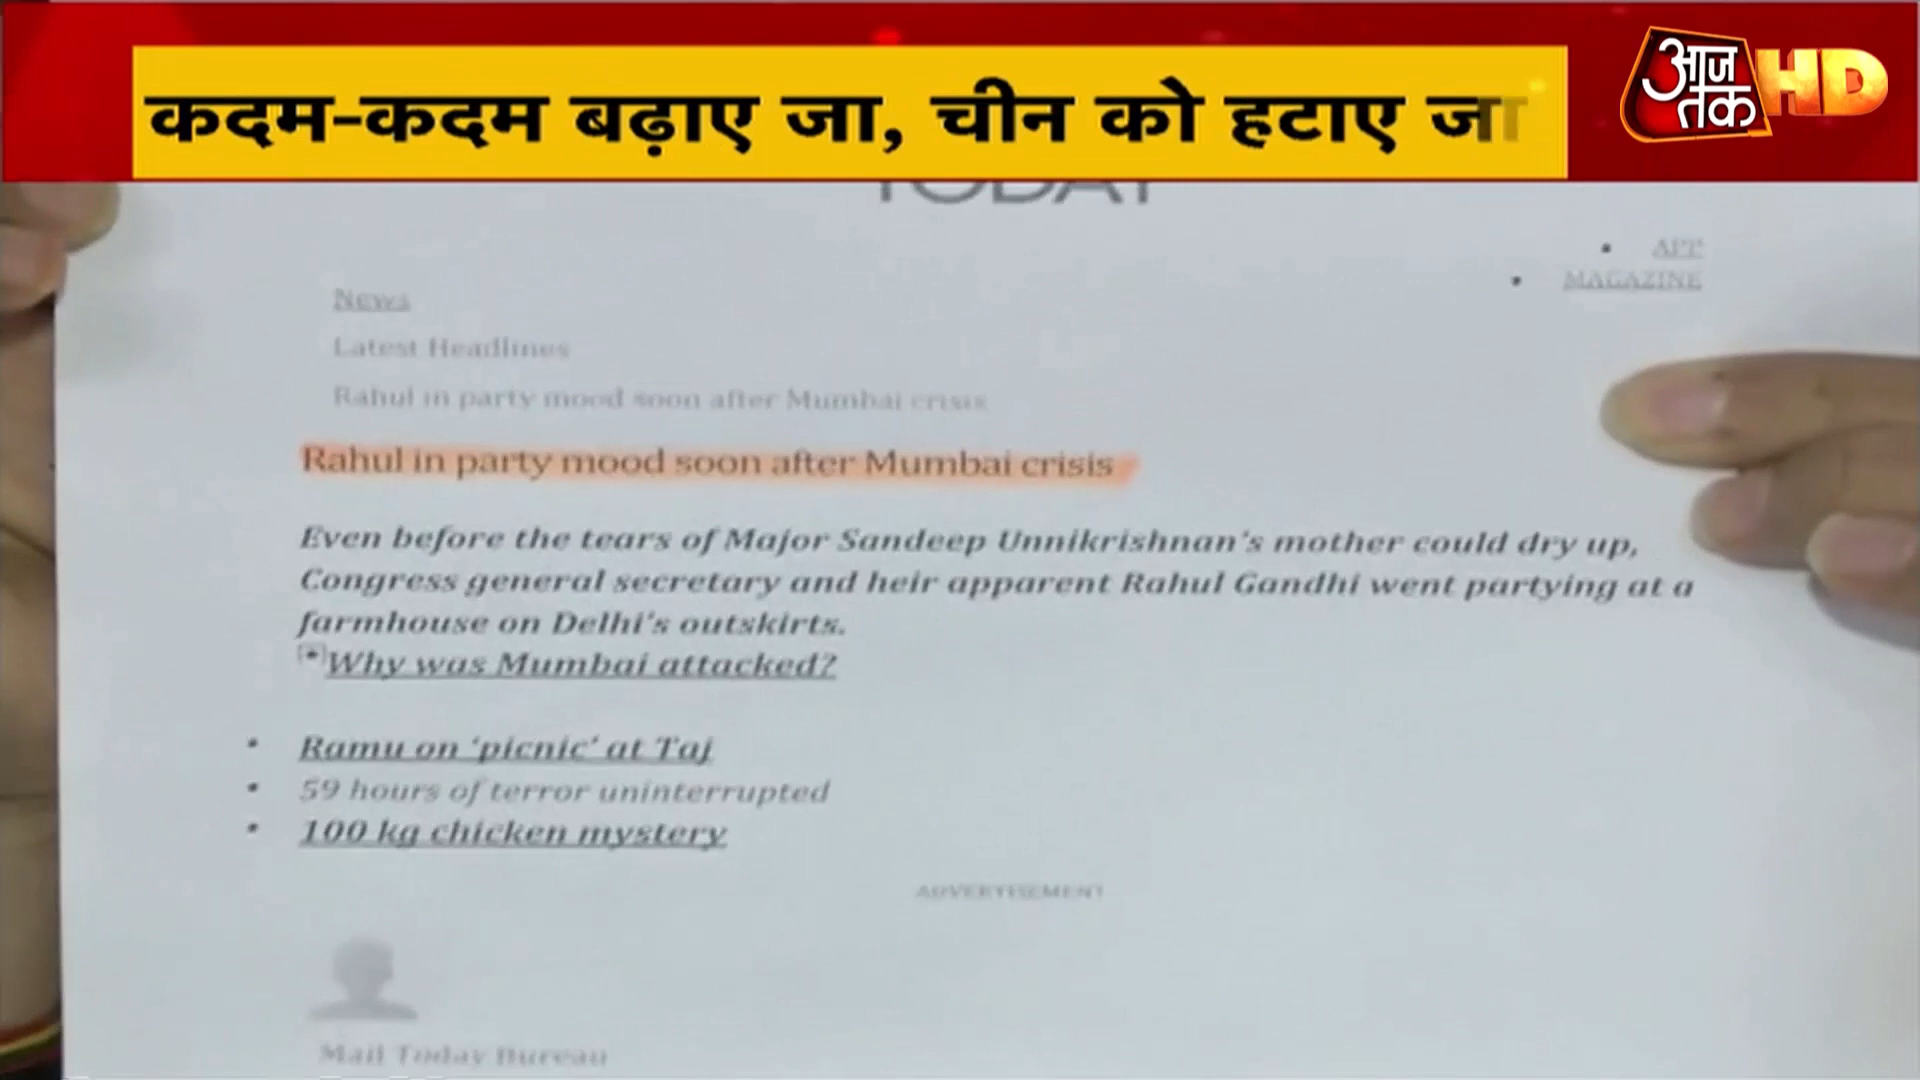 कदम-कदम बढ़ाए जा, चीन को हटाए जा
आज
तक HD
TODAY
APP
MAGAZINE
News
Latest Headlines
Rahul in party mood soon after Mumbai crisis
Rahul in party mood soon after Mumbai crisis
Even before the tears of Major Sandeep Unnikrishnan's mother could dry up,
Congress general secretary and heir apparent Rahul Gandhi went partying at a
farmhouse on Delhi's outskirts.
Why was Mumbai attacked?
Ramu on 'picnic' at Taj
59 hours of terror uninterrupted
100 kg chicken mystery
ADVERTISEMENT
Mail Today Bureau